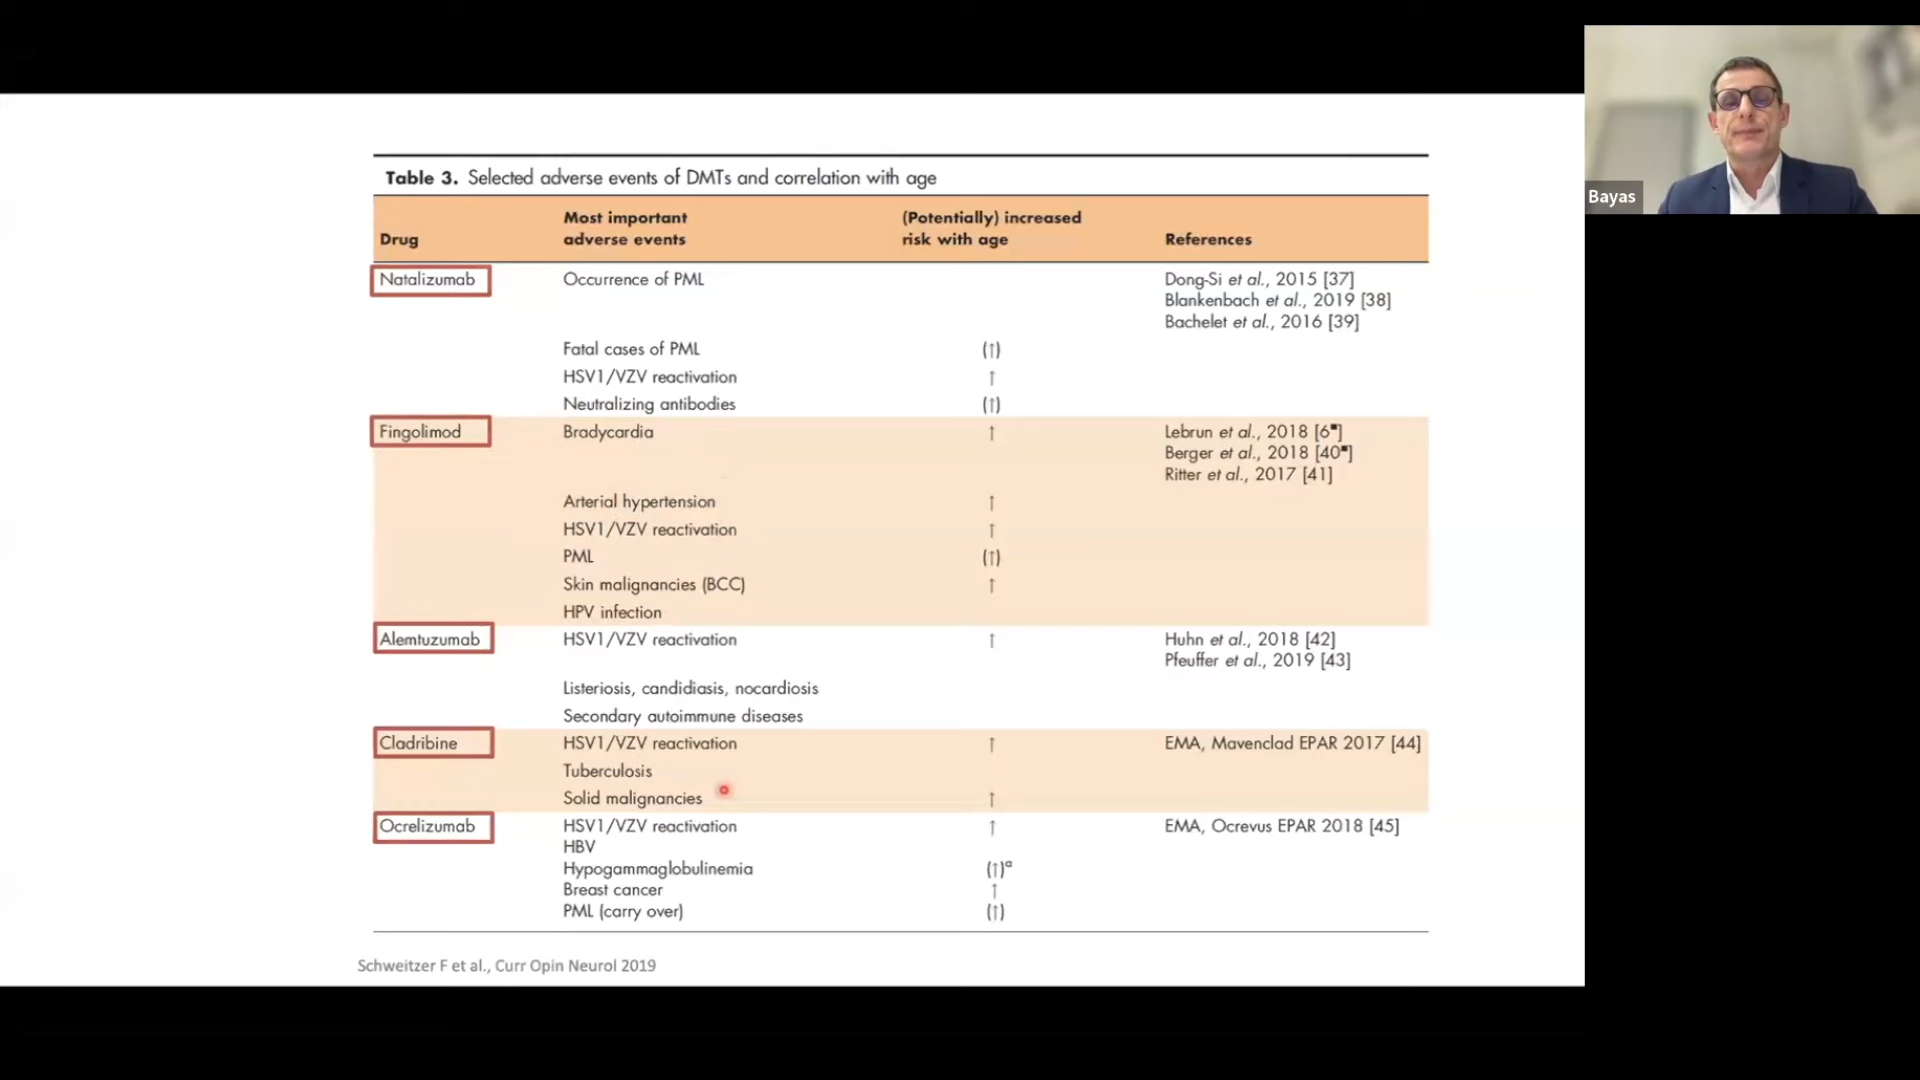 Table 3. Selected adverse events of DMTs and correlation with age
Drug Most important adverse events (Potentially) increased risk with age References
Natalizumab Occurrence of PML Dong-Si et al., 2015 [37]
Blankenbach et al., 2019 [38]
Bachelet et al., 2016 [39]
Fatal cases of PML (↑)
HSV1/VZV reactivation ↑
Neutralizing antibodies (↑)
Fingolimod Bradycardia ↑ Lebrun et al., 2018 [6■]
Berger et al., 2018 [40■]
Ritter et al., 2017 [41]
Arterial hypertension ↑
HSV1/VZV reactivation ↑
PML (↑)
Skin malignancies (BCC) ↑
HPV infection
Alemtuzumab HSV1/VZV reactivation ↑ Huhn et al., 2018 [42]
Pfeuffer et al., 2019 [43]
Listeriosis, candidiasis, nocardiosis
Secondary autoimmune diseases
Cladribine HSV1/VZV reactivation ↑ EMA, Mavenclad EPAR 2017 [44]
Tuberculosis
Solid malignancies ↑
Ocrelizumab HSV1/VZV reactivation ↑ EMA, Ocrevus EPAR 2018 [45]
HBV
Hypogammaglobulinemia (↑)a
Breast cancer ↑
PML (carry over) (↑)
Schweitzer F et al., Curr Opin Neurol 2019
Bayas